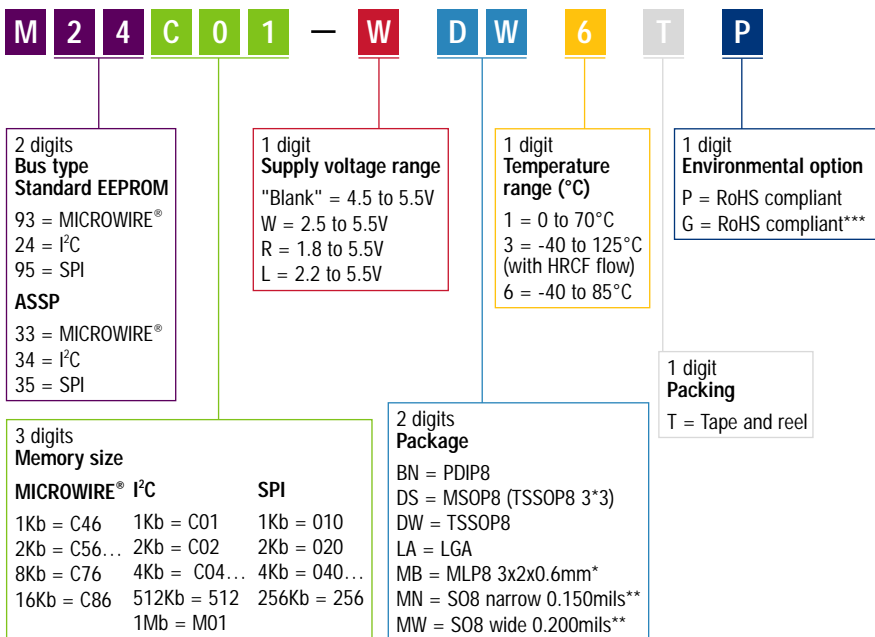 M 2 4 C 0 1 – W D W 6 T P
2 digits
Bus type
Standard EEPROM
93 = MICROWIRE®
24 = I²C
95 = SPI
ASSP
33 = MICROWIRE®
34 = I²C
35 = SPI
1 digit
Supply voltage range
"Blank" = 4.5 to 5.5V
W = 2.5 to 5.5V
R = 1.8 to 5.5V
L = 2.2 to 5.5V
1 digit
Temperature
range (°C)
1 = 0 to 70°C
3 = -40 to 125°C
(with HRCF flow)
6 = -40 to 85°C
1 digit
Environmental option
P = RoHS compliant
G = RoHS compliant***
1 digit
Packing
T = Tape and reel
3 digits
Memory size
MICROWIRE® I²C SPI
1Kb = C46 1Kb = C01 1Kb = 010
2Kb = C56... 2Kb = C02 2Kb = 020
8Kb = C76 4Kb = C04... 4Kb = 040...
16Kb = C86 512Kb = 512 256Kb = 256
1Mb = M01
2 digits
Package
BN = PDIP8
DS = MSOP8 (TSSOP8 3*3)
DW = TSSOP8
LA = LGA
MB = MLP8 3x2x0.6mm*
MN = SO8 narrow 0.150mils**
MW = SO8 wide 0.200mils**